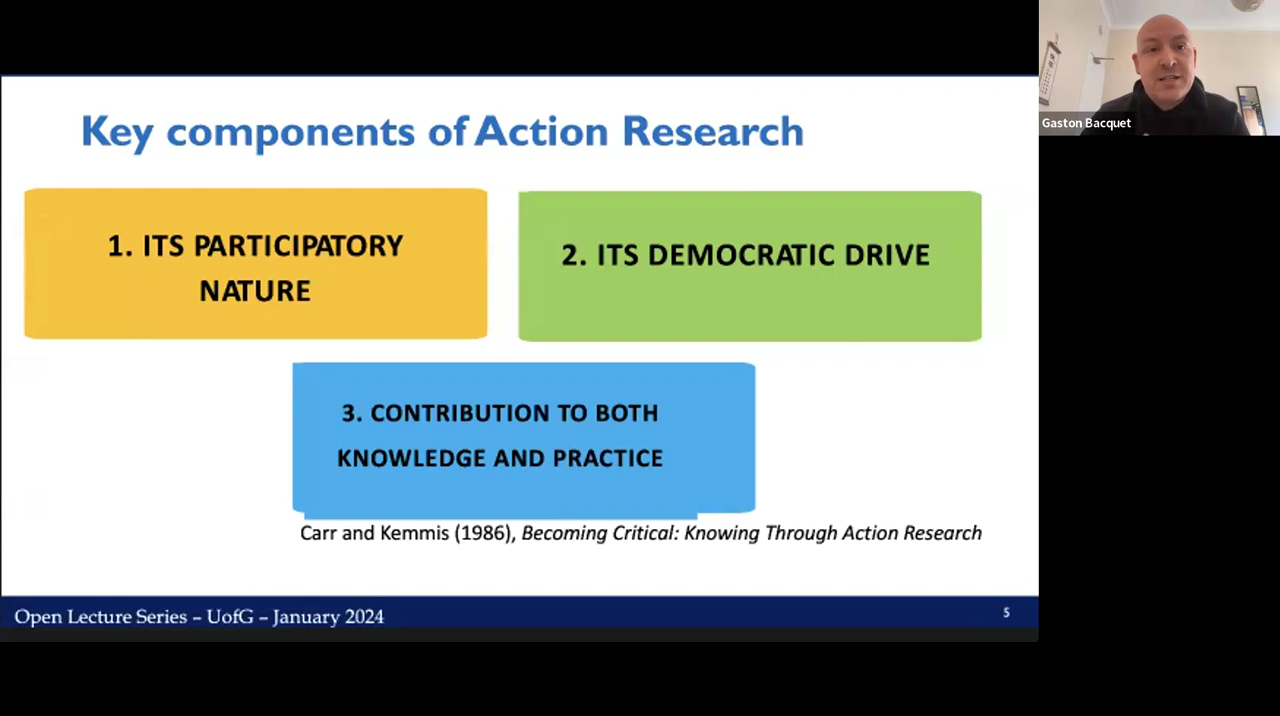 Key components of Action Research
1. ITS PARTICIPATORY
NATURE
2. ITS DEMOCRATIC DRIVE
3. CONTRIBUTION TO BOTH
KNOWLEDGE AND PRACTICE
Carr and Kemmis (1986), Becoming Critical: Knowing Through Action Research
Open Lecture Series – UofG – January 2024
5
Gaston Bacquet